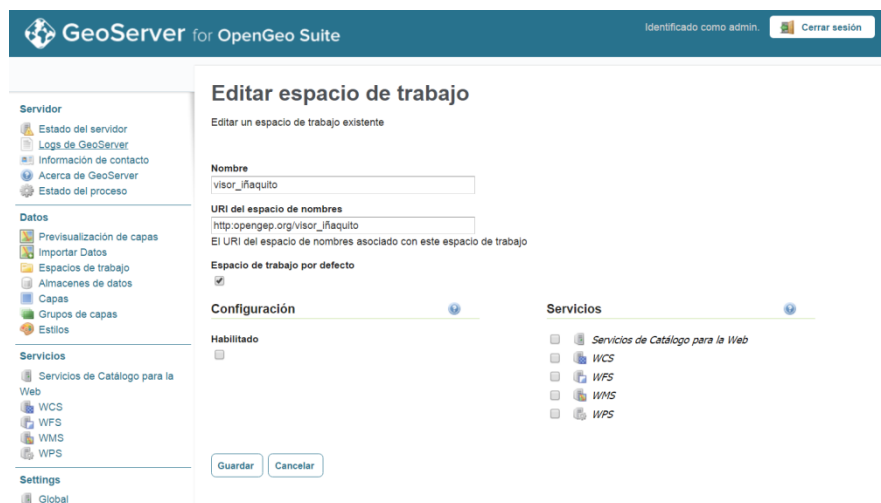 GeoServer for OpenGeo Suite
Identificado como admin.
Cerrar sesión
Servidor
Estado del servidor
Logs de GeoServer
Información de contacto
Acerca de GeoServer
Estado del proceso
Datos
Previsualización de capas
Importar Datos
Espacios de trabajo
Almacenes de datos
Capas
Grupos de capas
Estilos
Servicios
Servicios de Catálogo para la
Web
WCS
WFS
WMS
WPS
Settings
Global
Editar espacio de trabajo
Editar un espacio de trabajo existente
Nombre
visor_iñaquito
URI del espacio de nombres
http:opengep.org/visor_iñaquito
El URI del espacio de nombres asociado con este espacio de trabajo
Espacio de trabajo por defecto
Configuración
Habilitado
Servicios
Servicios de Catálogo para la Web
WCS
WFS
WMS
WPS
Guardar
Cancelar